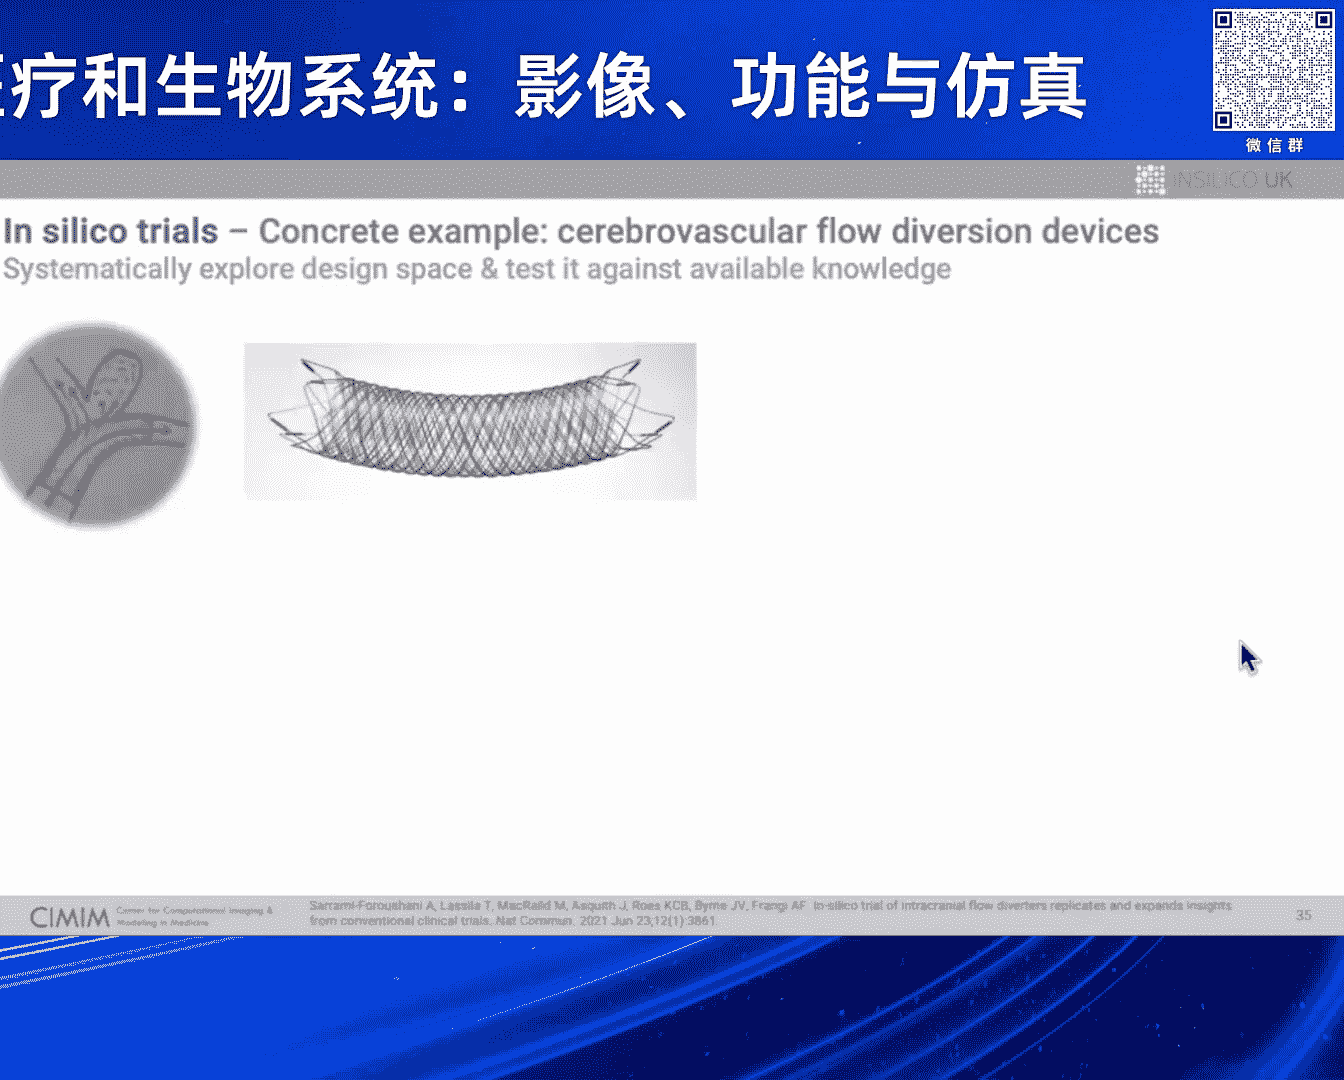 疗和生物系统：影像、功能与仿真
微信群
INSILICO UK
In silico trials – Concrete example: cerebrovascular flow diversion devices
Systematically explore design space & test it against available knowledge
CIMIM
Center for Computational Imaging &
Modeling in Medicine
Sarrami-Foroushani A, Lassila T, MacRaild M, Asquith J, Roes KCB, Byrne JV, Frangi AF. In-silico trial of intracranial flow diverters replicates and expands insights
from conventional clinical trials. Nat Commun. 2021 Jun 23;12(1):3861.
35